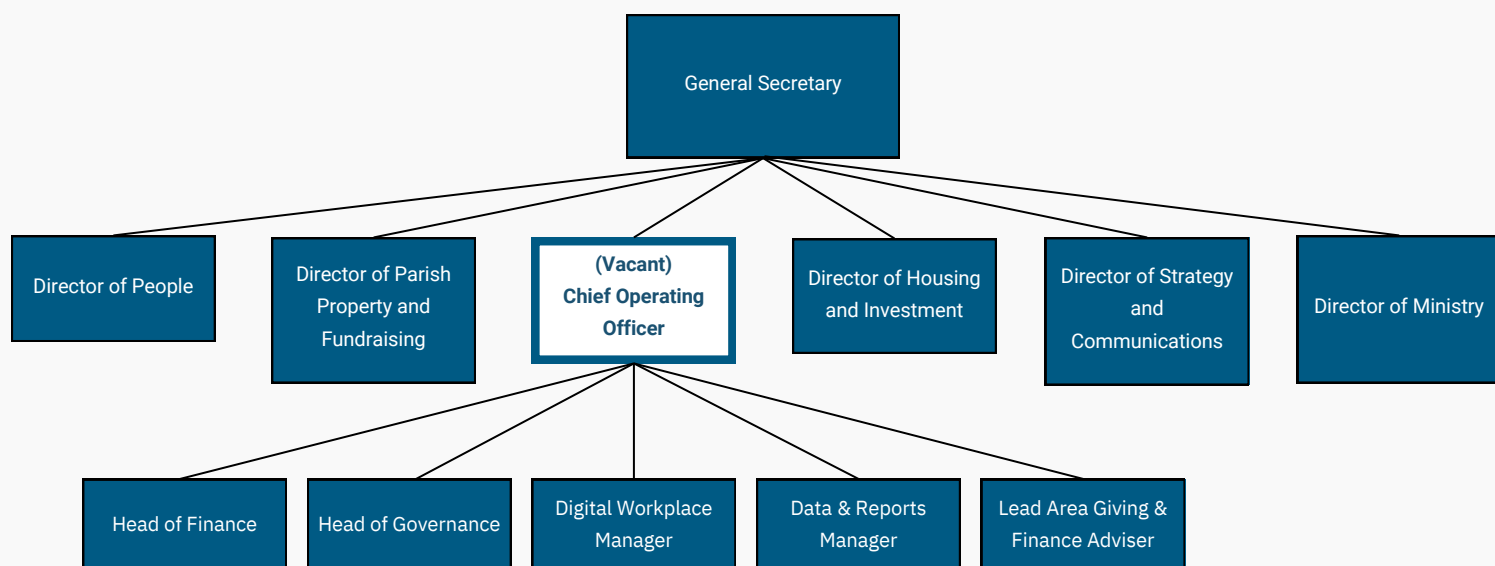 General Secretary
Director of People
Director of Parish
Property and
Fundraising
(Vacant)
Chief Operating
Officer
Director of Housing
and Investment
Director of Strategy
and
Communications
Director of Ministry
Head of Finance
Head of Governance
Digital Workplace
Manager
Data & Reports
Manager
Lead Area Giving &
Finance Adviser